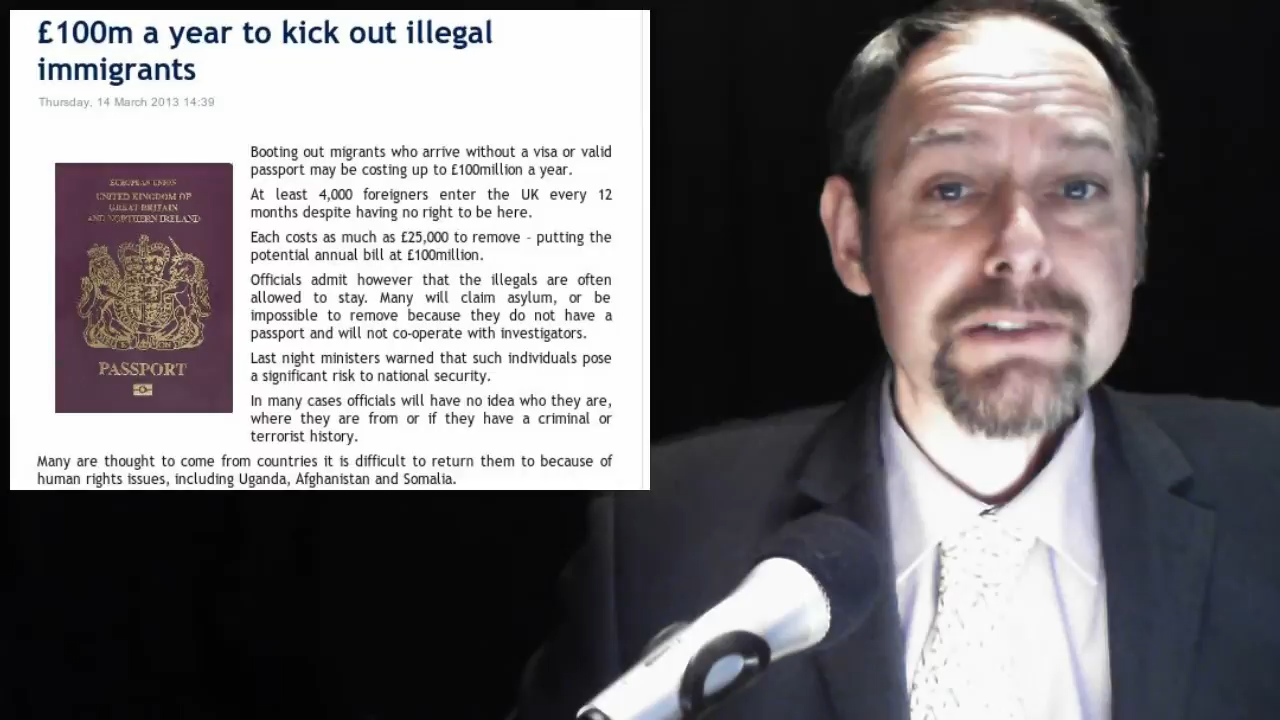 £100m a year to kick out illegal
immigrants
Thursday, 14 March 2013 14:39
EUROPEAN UNION
UNITED KINGDOM OF
GREAT BRITAIN
AND NORTHERN IRELAND
PASSPORT
Booting out migrants who arrive without a visa or valid
passport may be costing up to £100million a year.
At least 4,000 foreigners enter the UK every 12
months despite having no right to be here.
Each costs as much as £25,000 to remove - putting the
potential annual bill at £100million.
Officials admit however that the illegals are often
allowed to stay. Many will claim asylum, or be
impossible to remove because they do not have a
passport and will not co-operate with investigators.
Last night ministers warned that such individuals pose
a significant risk to national security.
In many cases officials will have no idea who they are,
where they are from or if they have a criminal or
terrorist history.
Many are thought to come from countries it is difficult to return them to because of
human rights issues, including Uganda, Afghanistan and Somalia.